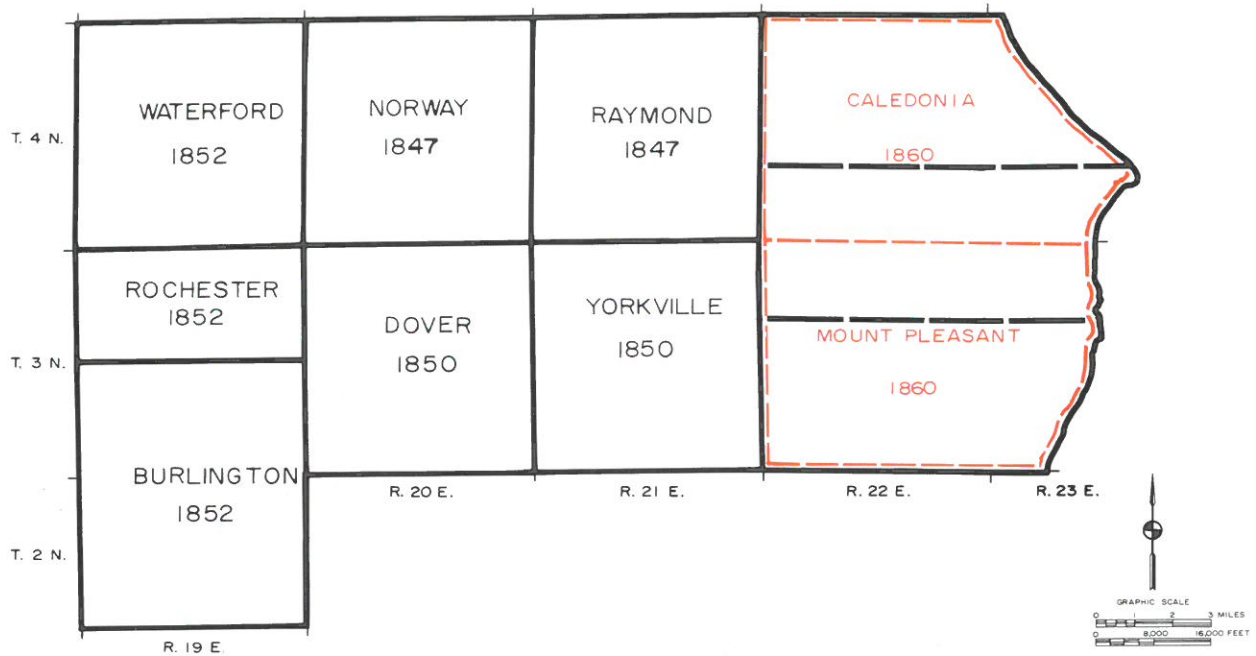 T. 4 N.
WATERFORD
1852
NORWAY
1847
RAYMOND
1847
CALEDONIA
1860
T. 3 N.
ROCHESTER
1852
DOVER
1850
YORKVILLE
1850
MOUNT PLEASANT
1860
BURLINGTON
1852
R. 20 E.
R. 21 E.
R. 22 E.
R. 23 E.
T. 2 N.
R. 19 E.
GRAPHIC SCALE
0 1 2 3 MILES
0 8,000 16,000 FEET